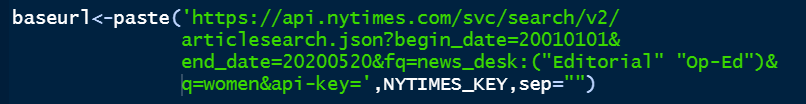 baseurl<-paste('https://api.nytimes.com/svc/search/v2/
articlesearch.json?begin_date=20010101&
end_date=20200520&fq=news_desk:("Editorial" "Op-Ed")&
q=women&api-key=',NYTIMES_KEY,sep="")